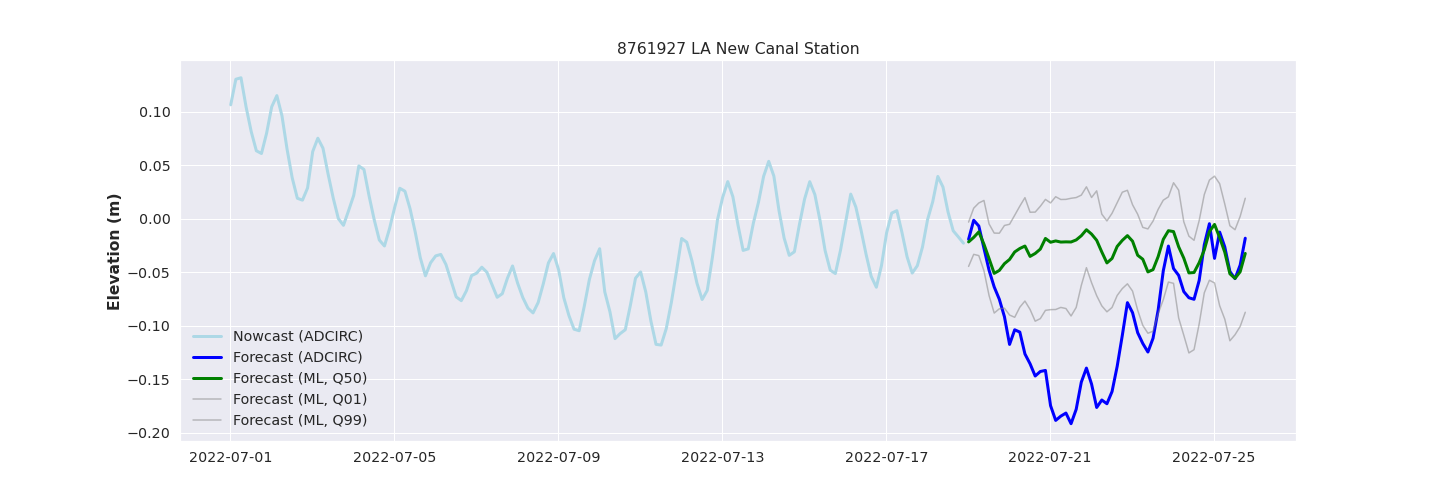 8761927 LA New Canal Station
Elevation (m)
0.10
0.05
0.00
−0.05
−0.10
−0.15
−0.20
Nowcast (ADCIRC)
Forecast (ADCIRC)
Forecast (ML, Q50)
Forecast (ML, Q01)
Forecast (ML, Q99)
2022-07-01 2022-07-05 2022-07-09 2022-07-13 2022-07-17 2022-07-21 2022-07-25